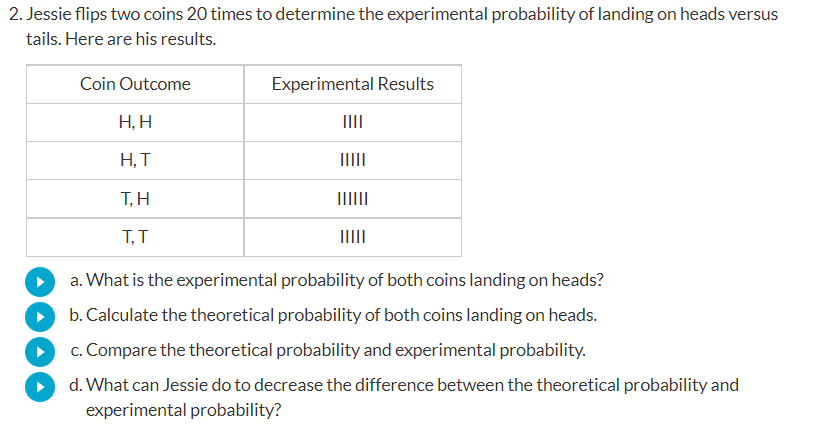 2. Jessie flips two coins 20 times to determine the experimental probability of landing on heads versus
tails. Here are his results.
Coin Outcome Experimental Results
H, H IIII
H, T IIIII
T, H IIIIII
T, T IIIII
a. What is the experimental probability of both coins landing on heads?
b. Calculate the theoretical probability of both coins landing on heads.
c. Compare the theoretical probability and experimental probability.
d. What can Jessie do to decrease the difference between the theoretical probability and
experimental probability?